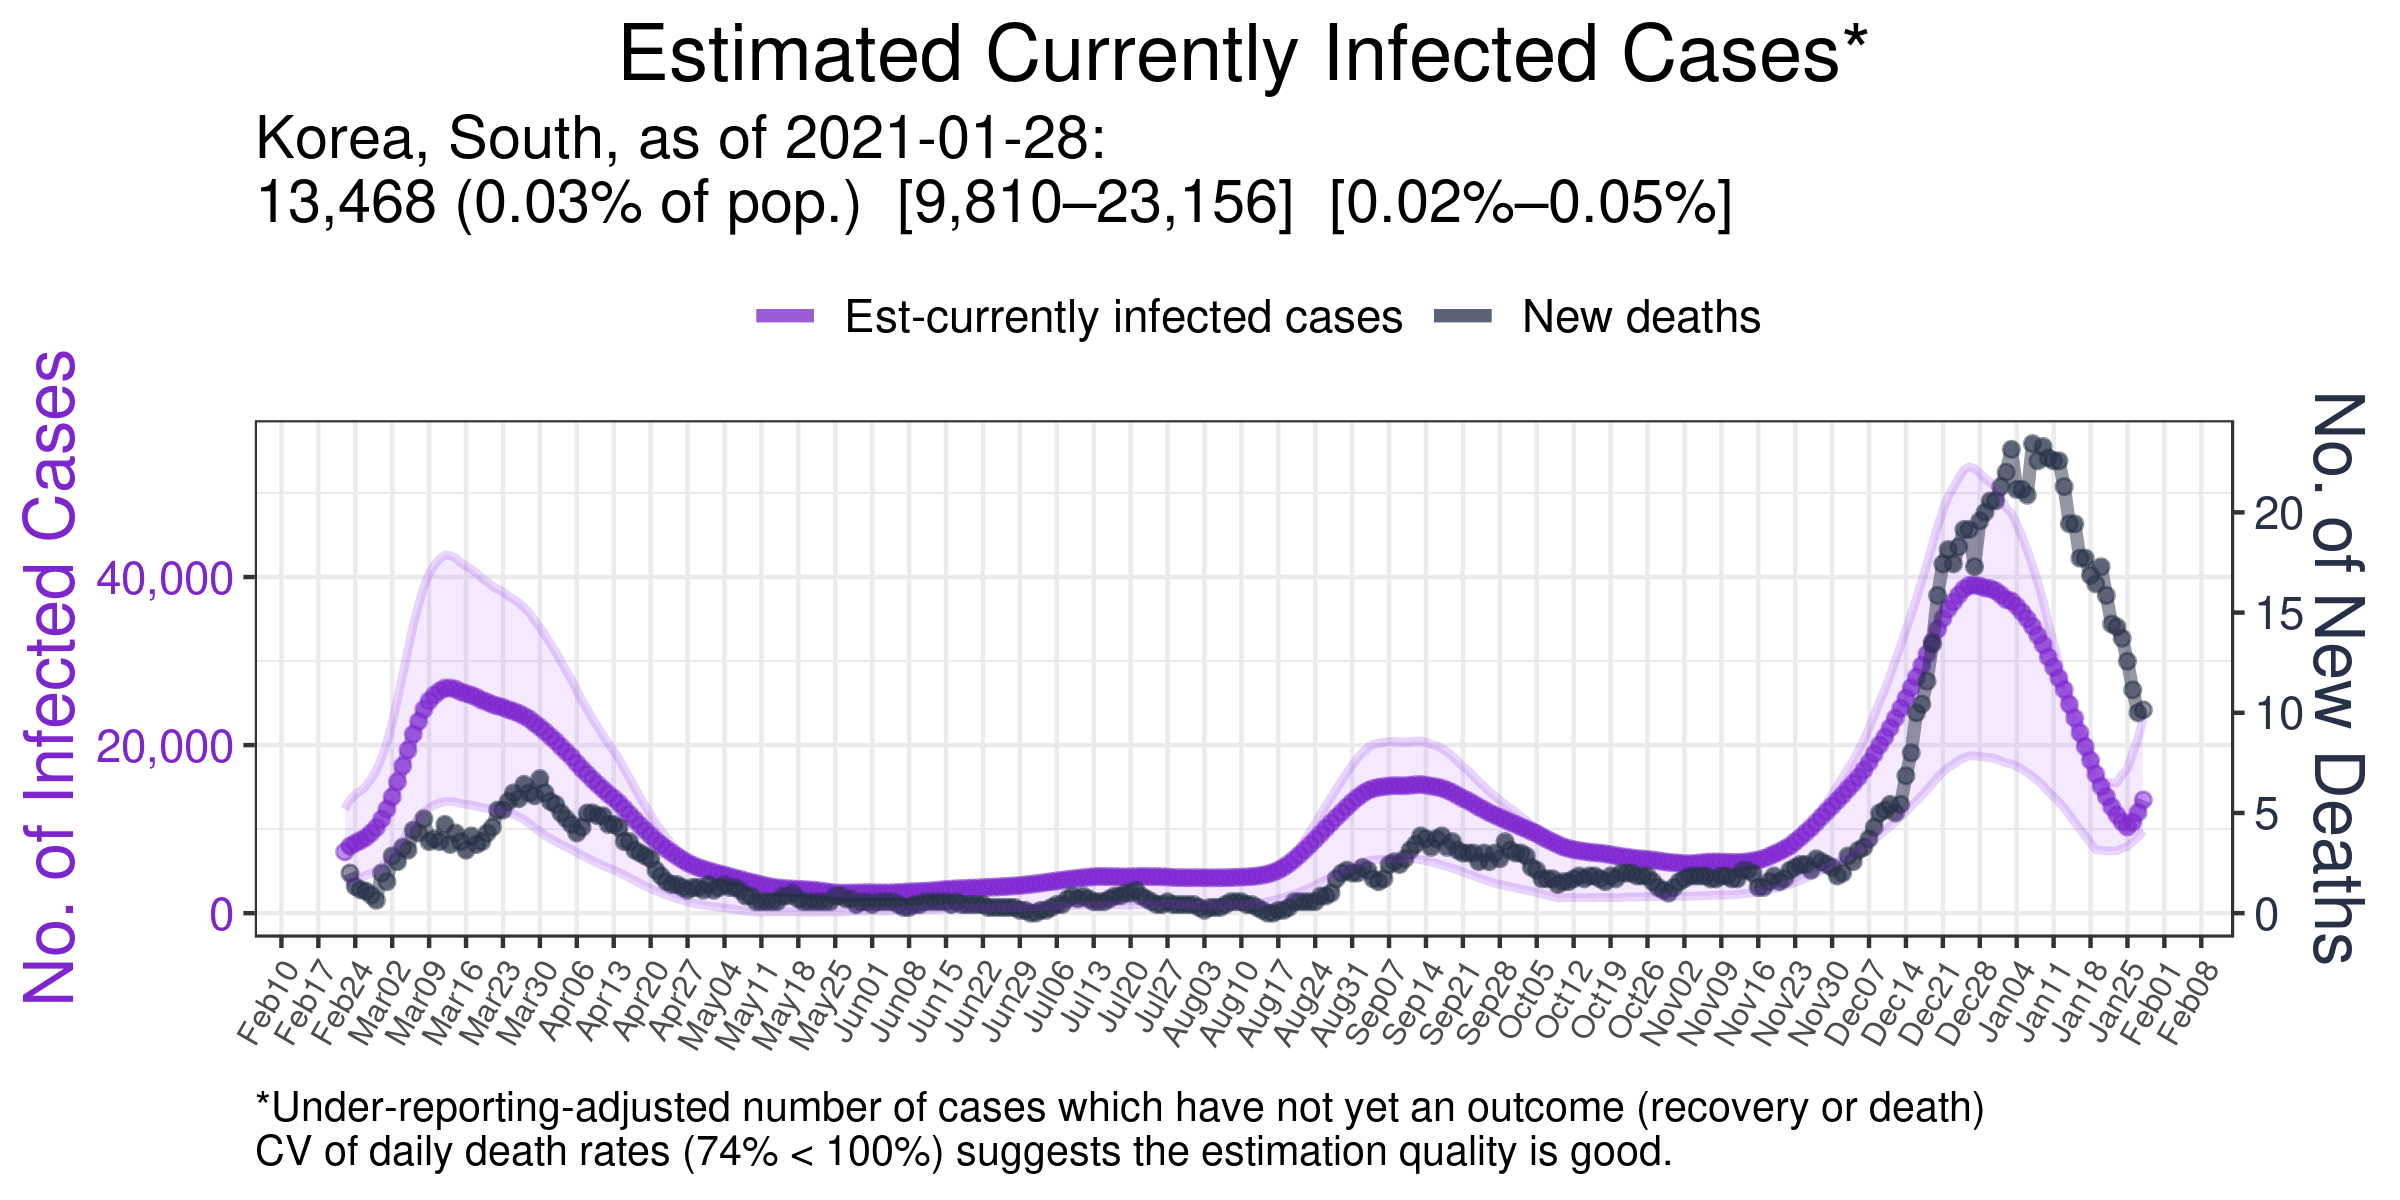 Estimated Currently Infected Cases*
Korea, South, as of 2021-01-28:
13,468 (0.03% of pop.) [9,810–23,156] [0.02%–0.05%]
Est-currently infected cases New deaths
No. of Infected Cases
40,000
20,000
0
No. of New Deaths
20
15
10
5
0
Feb10 Feb17 Feb24 Mar02 Mar09 Mar16 Mar23 Mar30 Apr06 Apr13 Apr20 Apr27 May04 May11 May18 May25 Jun01 Jun08 Jun15 Jun22 Jun29 Jul06 Jul13 Jul20 Jul27 Aug03 Aug10 Aug17 Aug24 Aug31 Sep07 Sep14 Sep21 Sep28 Oct05 Oct12 Oct19 Oct26 Nov02 Nov09 Nov16 Nov23 Nov30 Dec07 Dec14 Dec21 Dec28 Jan04 Jan11 Jan18 Jan25 Feb01 Feb08
*Under-reporting-adjusted number of cases which have not yet an outcome (recovery or death)
CV of daily death rates (74% < 100%) suggests the estimation quality is good.